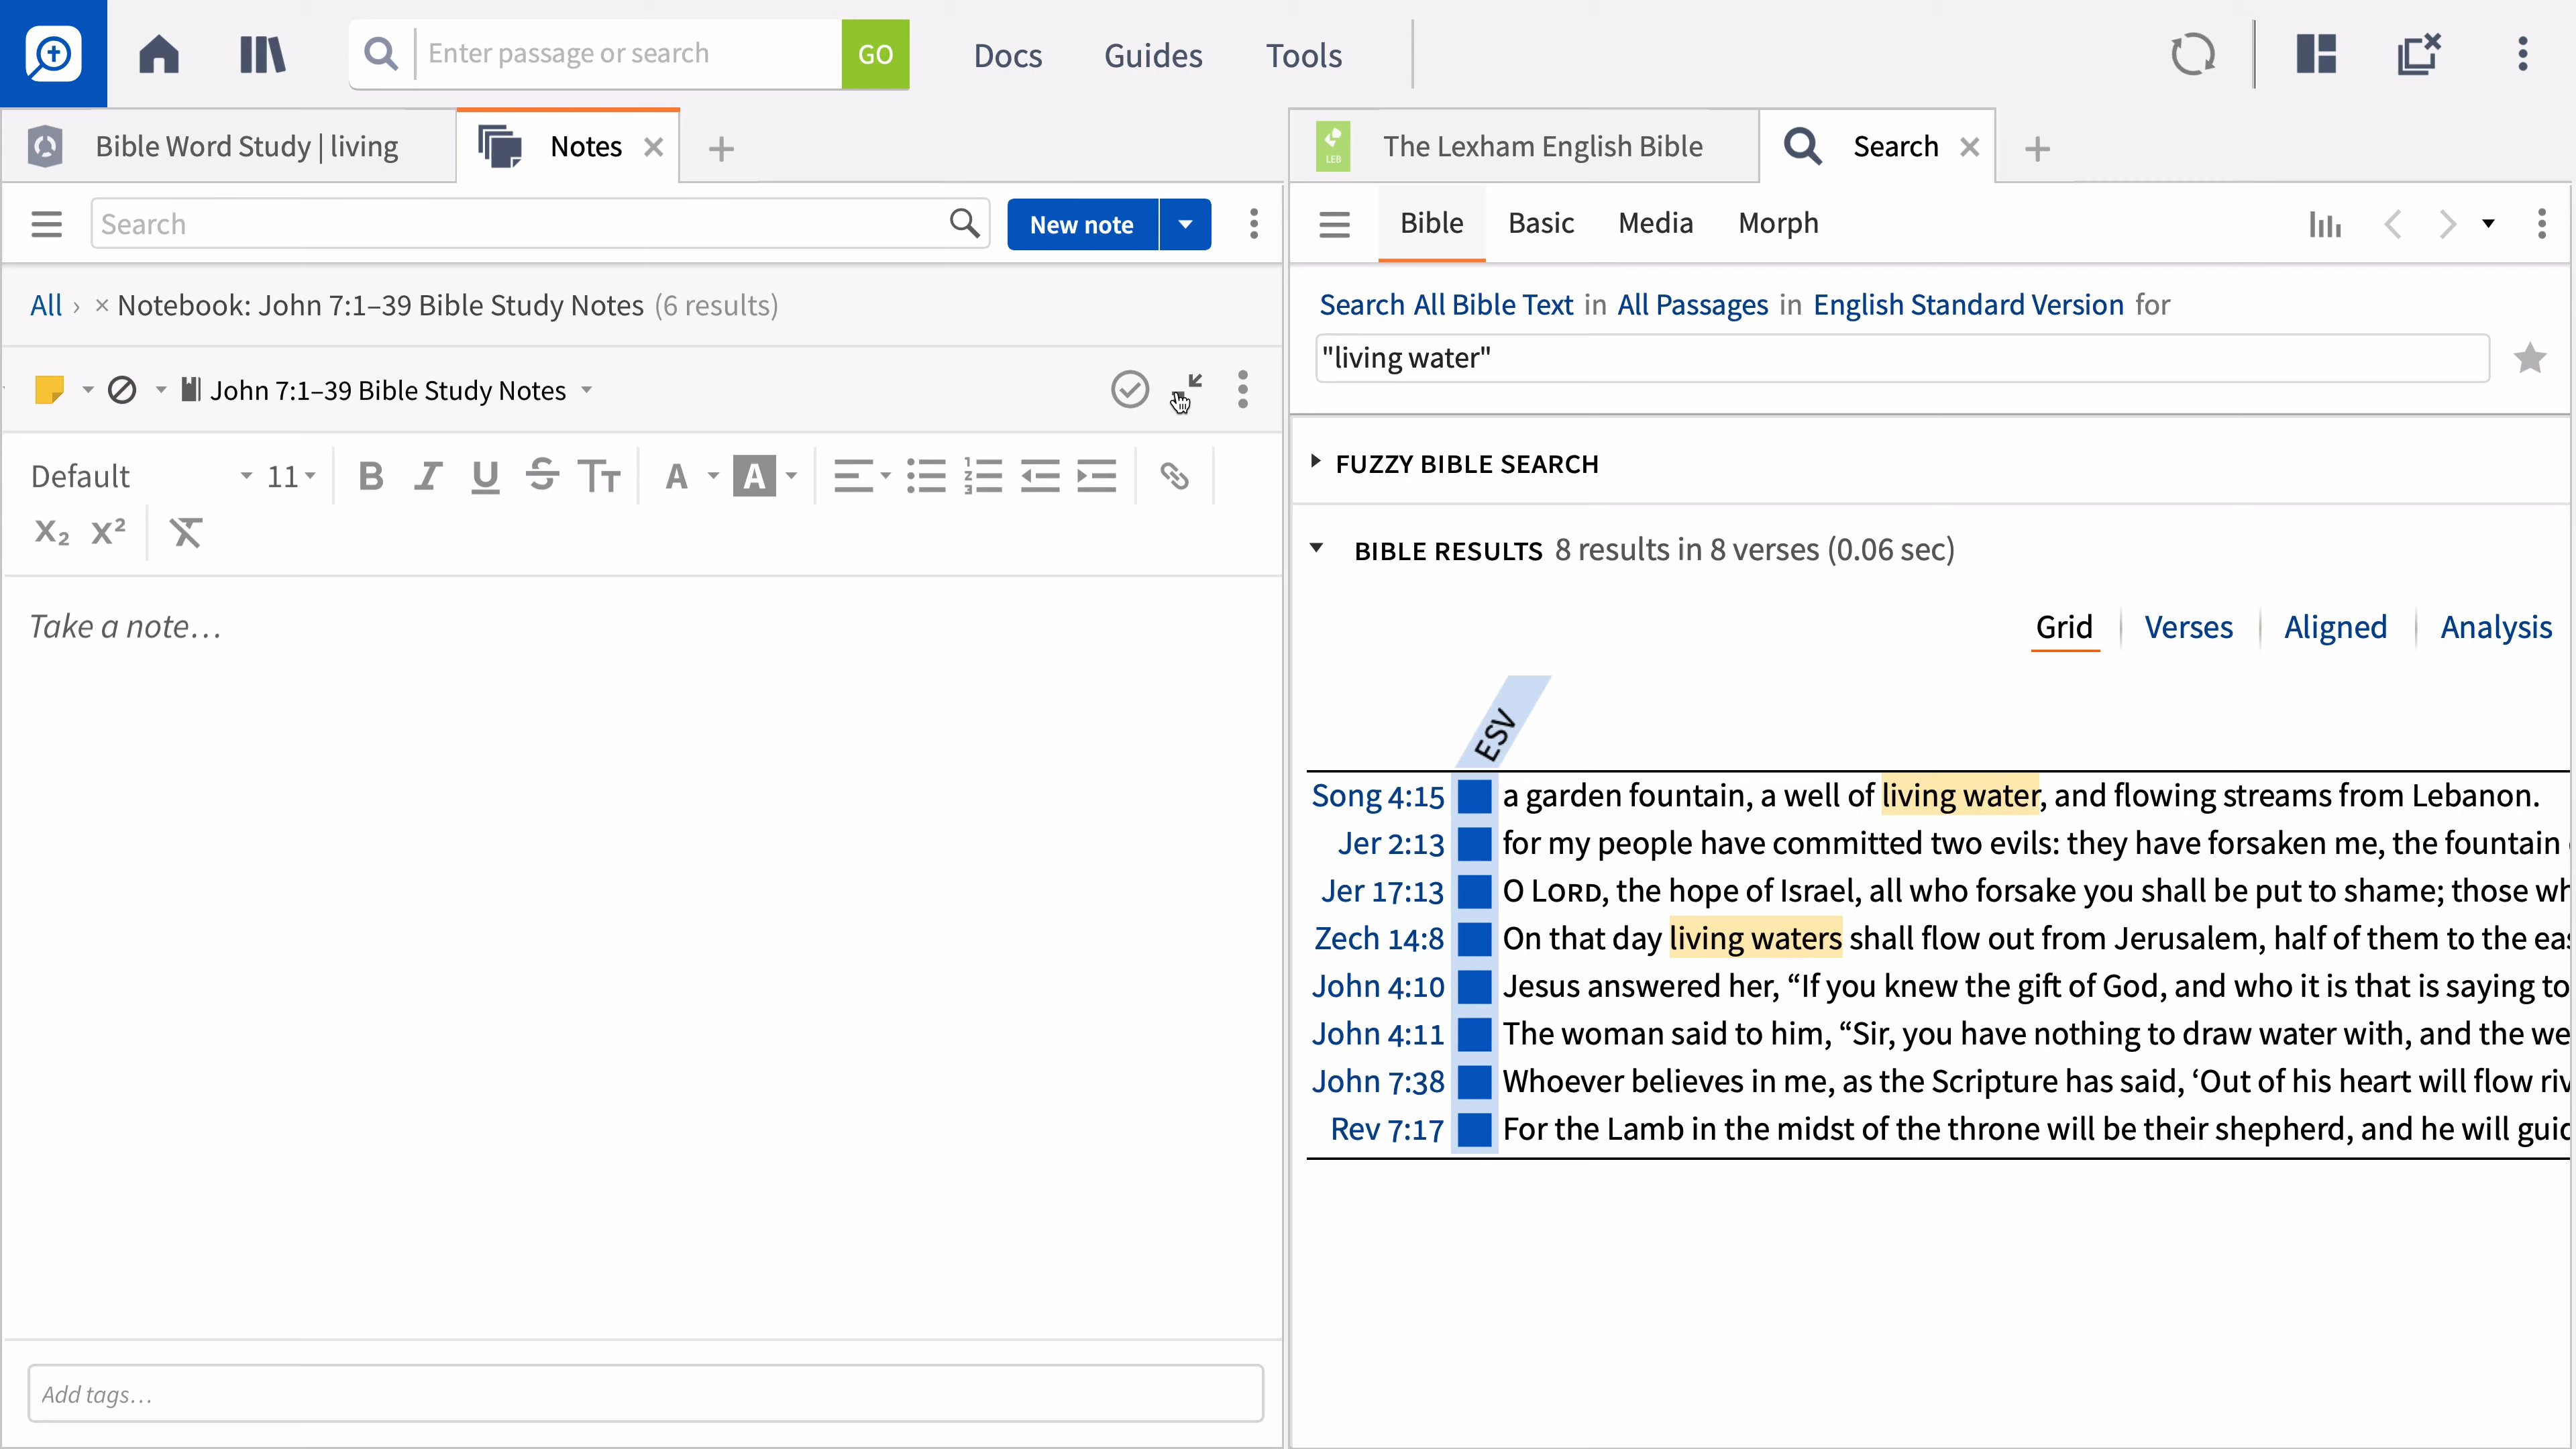 Enter passage or search
GO
Docs
Guides
Tools
Bible Word Study | living
Notes
LEB
The Lexham English Bible
Search
Search
New note
Bible
Basic
Media
Morph
All › × Notebook: John 7:1–39 Bible Study Notes (6 results)
Search All Bible Text in All Passages in English Standard Version for
"living water"
John 7:1–39 Bible Study Notes
Default
11
B I U S Tт A A
X₂ X²
Take a note…
Add tags…
FUZZY BIBLE SEARCH
BIBLE RESULTS 8 results in 8 verses (0.06 sec)
Grid
Verses
Aligned
Analysis
ESV
Song 4:15 a garden fountain, a well of living water, and flowing streams from Lebanon.
Jer 2:13 for my people have committed two evils: they have forsaken me, the fountain
Jer 17:13 O LORD, the hope of Israel, all who forsake you shall be put to shame; those wh
Zech 14:8 On that day living waters shall flow out from Jerusalem, half of them to the eas
John 4:10 Jesus answered her, “If you knew the gift of God, and who it is that is saying to
John 4:11 The woman said to him, “Sir, you have nothing to draw water with, and the we
John 7:38 Whoever believes in me, as the Scripture has said, ‘Out of his heart will flow riv
Rev 7:17 For the Lamb in the midst of the throne will be their shepherd, and he will guid